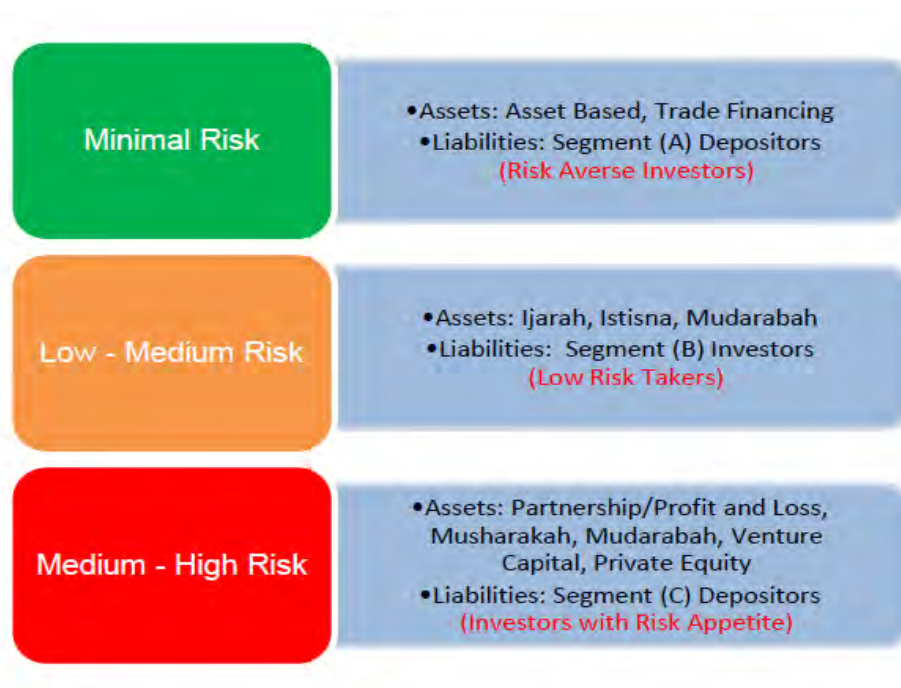 Minimal Risk
•Assets: Asset Based, Trade Financing
•Liabilities: Segment (A) Depositors
(Risk Averse Investors)
Low - Medium Risk
•Assets: Ijarah, Istisna, Mudarabah
•Liabilities: Segment (B) Investors
(Low Risk Takers)
Medium - High Risk
•Assets: Partnership/Profit and Loss,
Musharakah, Mudarabah, Venture
Capital, Private Equity
•Liabilities: Segment (C) Depositors
(Investors with Risk Appetite)